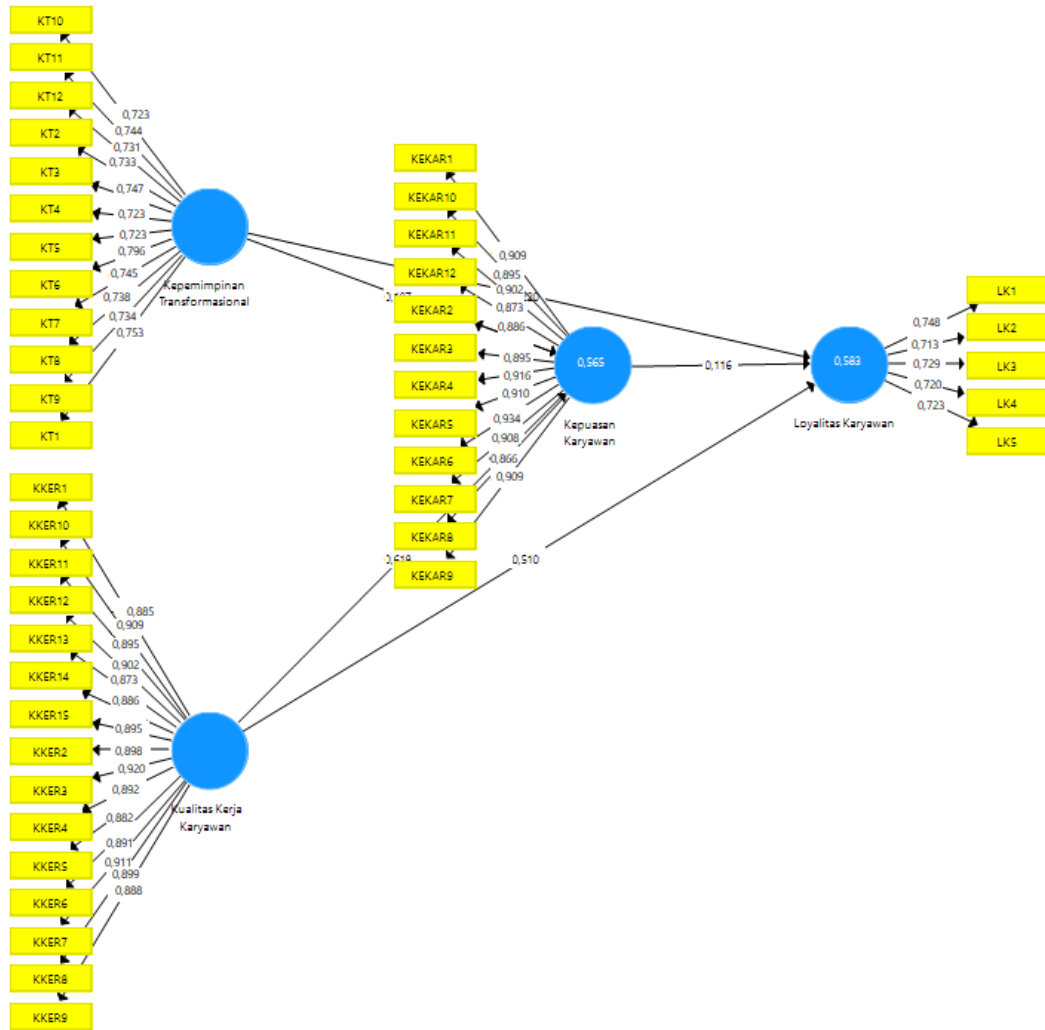 KT10
KT11
KT12
KT2
KT3
KT4
KT5
KT6
KT7
KT8
KT9
KT1
0,723
0,744
0,731
0,733
0,747
0,723
0,723
0,796
0,745
0,738
0,734
0,753
Kepemimpinan
Transformasional
KEKAR1
KEKAR10
KEKAR11
KEKAR12
KEKAR2
KEKAR3
KEKAR4
KEKAR5
KEKAR6
KEKAR7
KEKAR8
KEKAR9
0,909
0,895
0,902
0,873
0,886
0,895
0,916
0,910
0,934
0,908
0,866
0,909
0,565
Kepuasan
Karyawan
0,116
0,583
Loyalitas Karyawan
0,748
0,713
0,729
0,720
0,723
LK1
LK2
LK3
LK4
LK5
KKER1
KKER10
KKER11
KKER12
KKER13
KKER14
KKER15
KKER2
KKER3
KKER4
KKER5
KKER6
KKER7
KKER8
KKER9
0,885
0,909
0,895
0,902
0,873
0,886
0,895
0,898
0,920
0,892
0,882
0,891
0,911
0,899
0,888
Kualitas Kerja
Karyawan
0,510